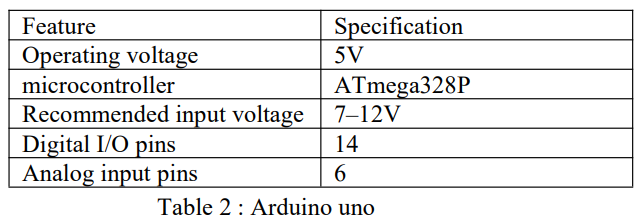 Feature Specification
Operating voltage 5V
microcontroller ATmega328P
Recommended input voltage 7–12V
Digital I/O pins 14
Analog input pins 6
Table 2 : Arduino uno